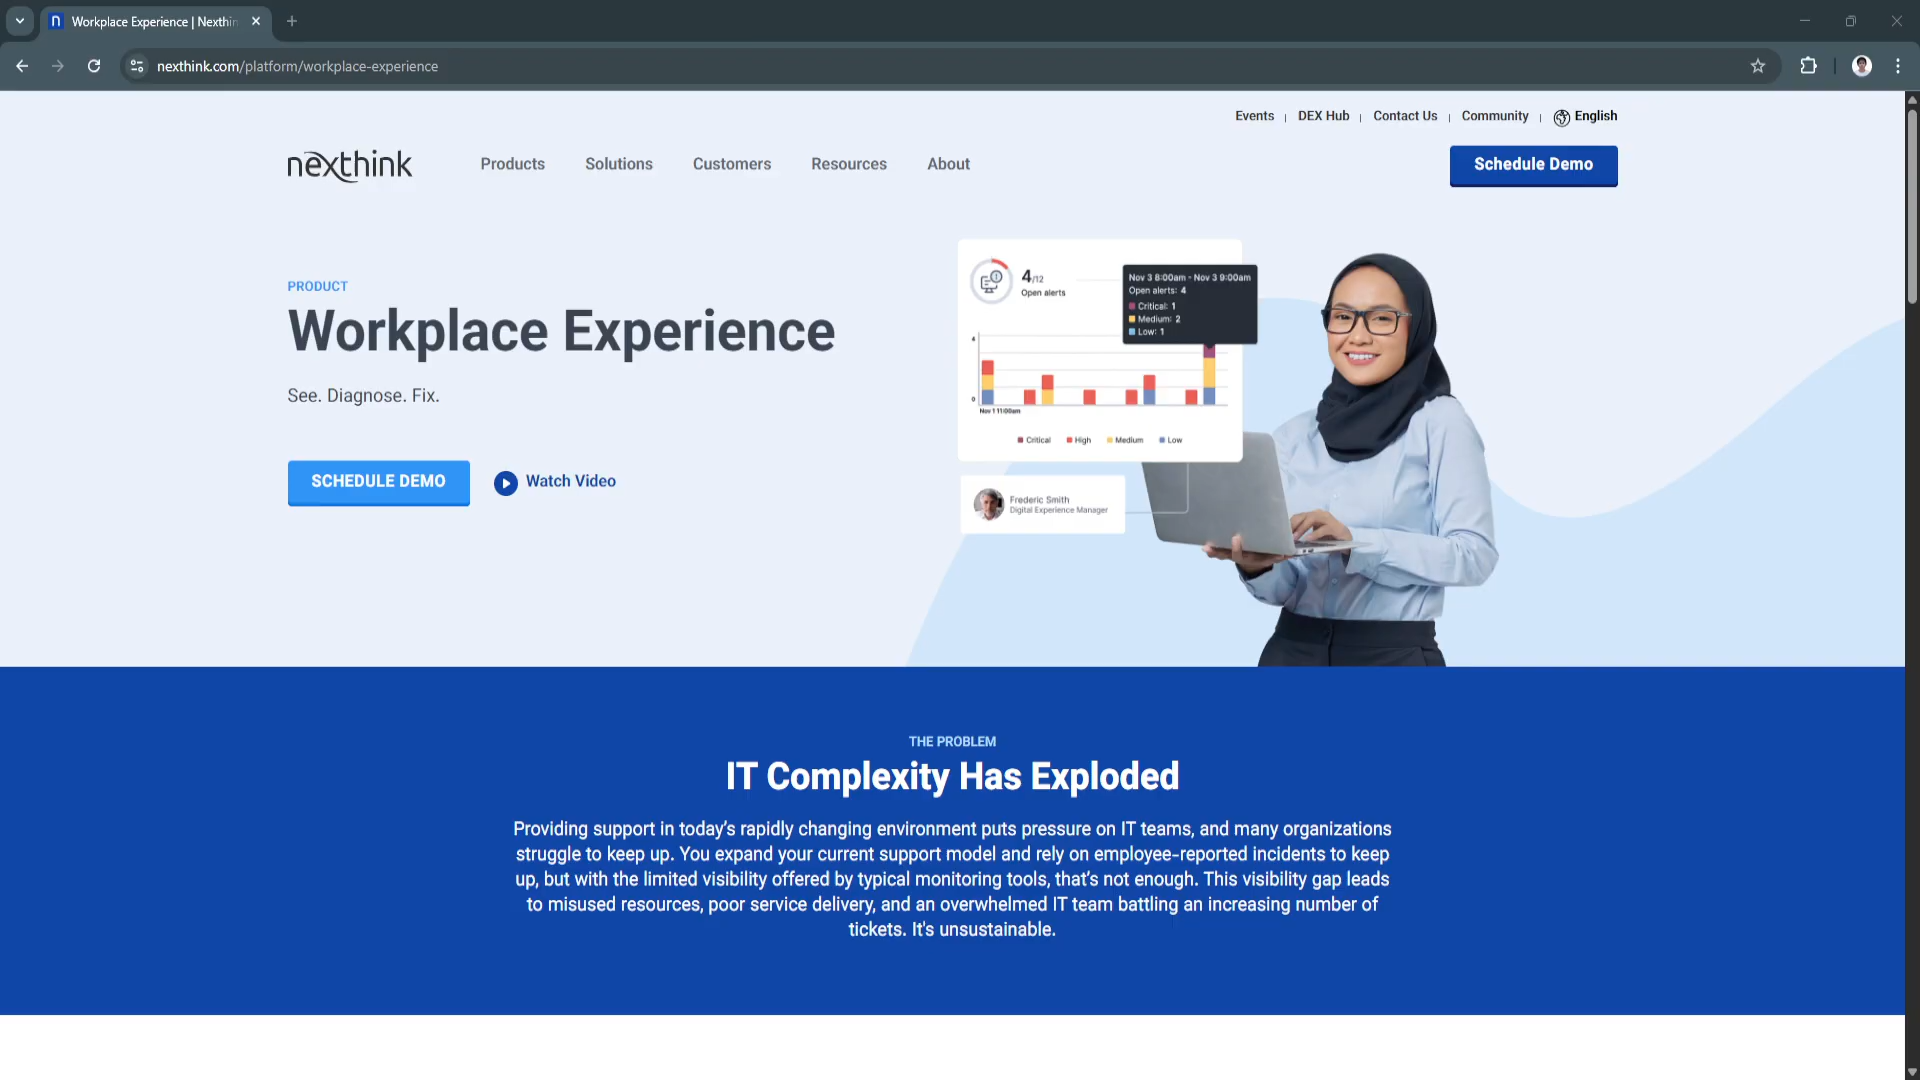 Workplace Experience | Nexthin
nexthink.com/platform/workplace-experience
Events | DEX Hub | Contact Us | Community | English
nexthink
Products Solutions Customers Resources About
Schedule Demo
PRODUCT
Workplace Experience
See. Diagnose. Fix.
SCHEDULE DEMO
Watch Video
4/12
Open alerts
Nov 3 8:00am - Nov 3 9:00am
Open alerts: 4
Critical: 1
Medium: 2
Low: 1
4
0
Nov 1 11:00am
Critical High Medium Low
Frederic Smith
Digital Experience Manager
THE PROBLEM
IT Complexity Has Exploded
Providing support in today’s rapidly changing environment puts pressure on IT teams, and many organizations
struggle to keep up. You expand your current support model and rely on employee-reported incidents to keep
up, but with the limited visibility offered by typical monitoring tools, that’s not enough. This visibility gap leads
to misused resources, poor service delivery, and an overwhelmed IT team battling an increasing number of
tickets. It's unsustainable.